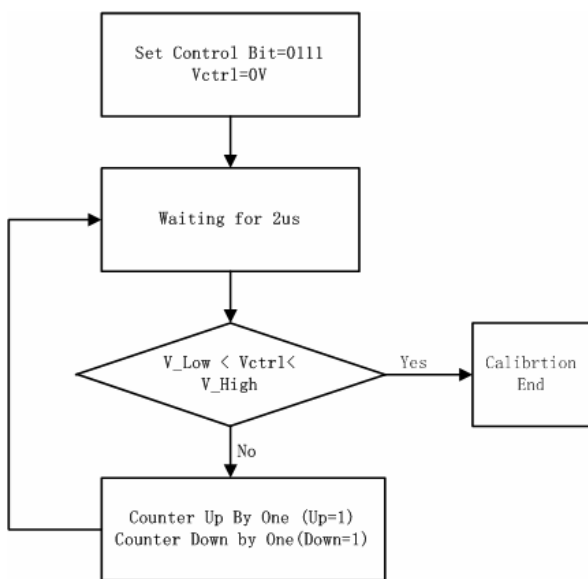 Set Control Bit=0111
Vctrl=0V
Waiting for 2us
V_Low < Vctrl<
V_High
Yes
Calibrtion
End
No
Counter Up By One (Up=1)
Counter Down by One(Down=1)